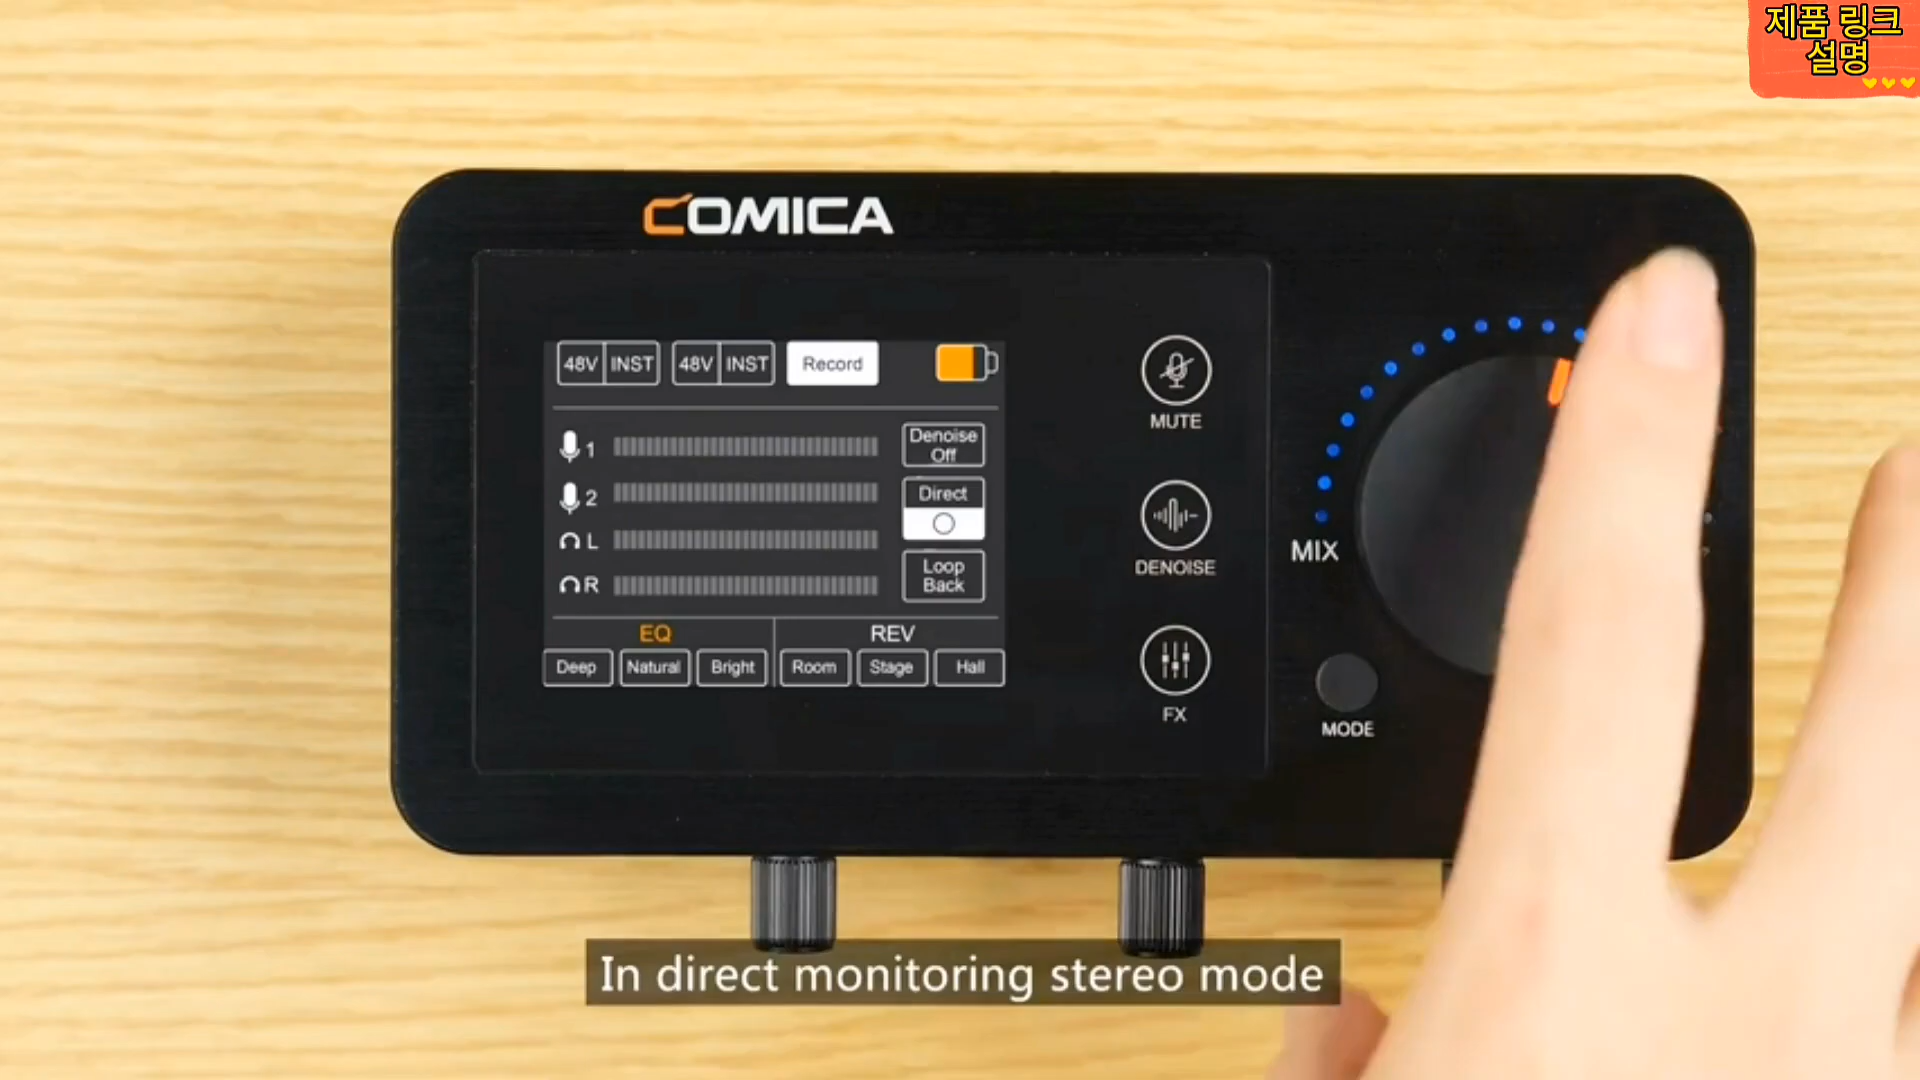 제품 링크
설명
COMICA
48V INST 48V INST Record
1
2
L
R
Denoise
Off
Direct
Loop
Back
EQ REV
Deep Natural Bright Room Stage Hall
MUTE
DENOISE
FX
MIX
MODE
In direct monitoring stereo mode